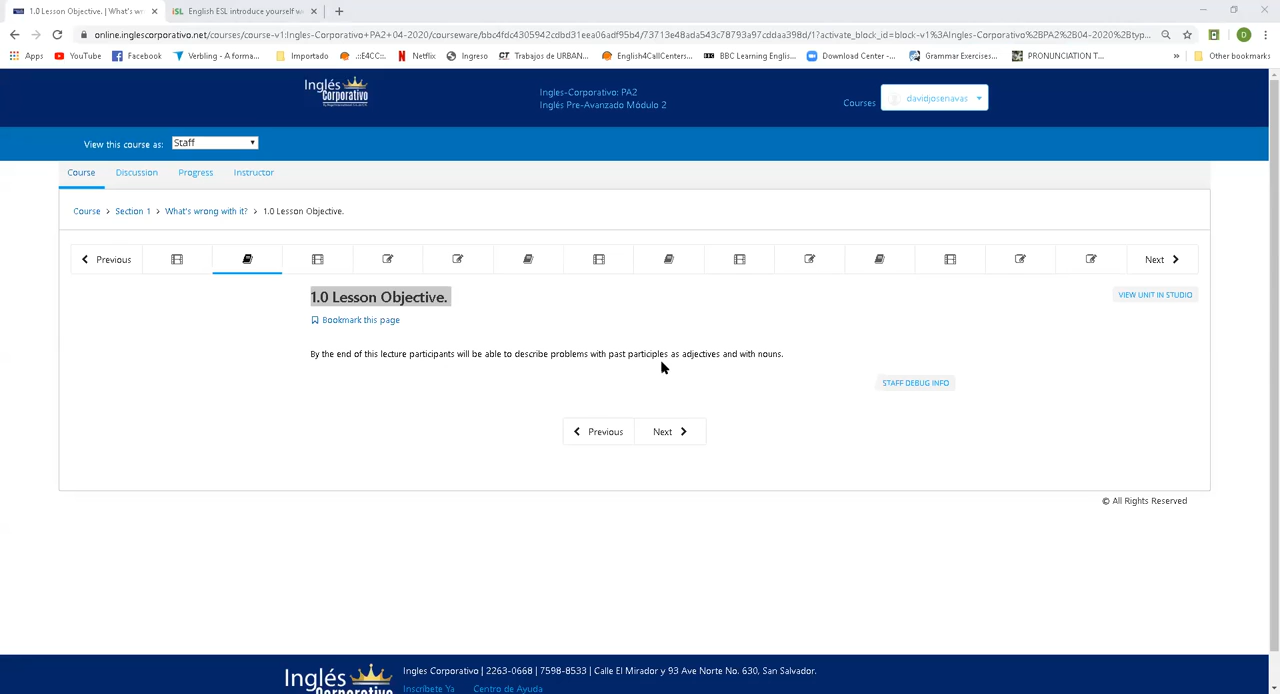 1.0 Lesson Objective. | What's wr
English ESL introduce yourself w
online.inglescorporativo.net/courses/course-v1:Ingles-Corporativo+PA2+04-2020/courseware/bbc4fdc4305942cdbd31eea06adf95b4/73713e48ada543c78793a97cddaa398d/1?activate_block_id=block-v1%3AIngles-Corporativo%2BPA2%2B04-2020%2Btyp...
Apps YouTube Facebook Verbling - A forma... Importado .::E4CC::. Netflix Ingreso Trabajos de URBAN... English4CallCenters... BBC Learning Englis... Download Center -... Grammar Exercises... PRONUNCIATION T... » Other bookmarks
Inglés Corporativo
Ingles-Corporativo: PA2
Inglés Pre-Avanzado Módulo 2
Courses davidjosenavas
View this course as: Staff
Course Discussion Progress Instructor
Course > Section 1 > What's wrong with it? > 1.0 Lesson Objective.
Previous Next
1.0 Lesson Objective.
VIEW UNIT IN STUDIO
Bookmark this page
By the end of this lecture participants will be able to describe problems with past participles as adjectives and with nouns.
STAFF DEBUG INFO
Previous Next
© All Rights Reserved
Inglés Corporativo
Ingles Corporativo | 2263-0668 | 7598-8533 | Calle El Mirador y 93 Ave Norte No. 630, San Salvador.
Inscríbete Ya Centro de Ayuda